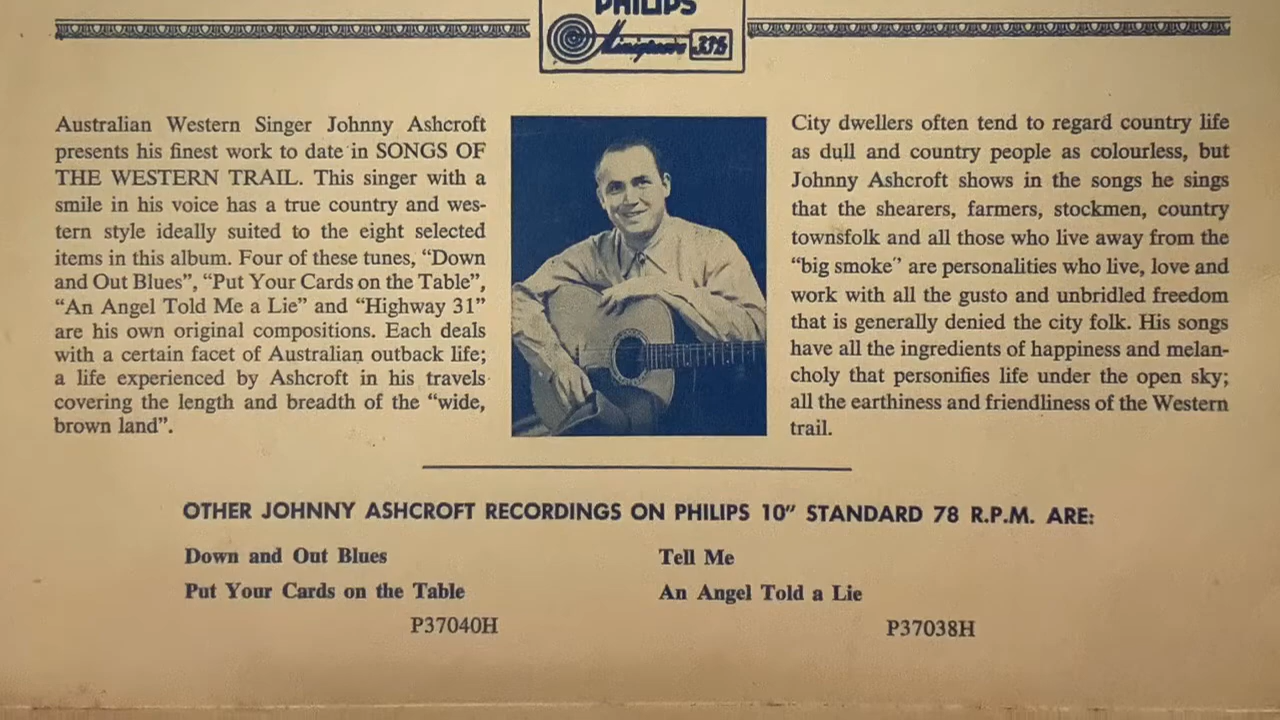 PHILIPS
Minigroove 33⅓
Australian Western Singer Johnny Ashcroft
presents his finest work to date in SONGS OF
THE WESTERN TRAIL. This singer with a
smile in his voice has a true country and wes-
tern style ideally suited to the eight selected
items in this album. Four of these tunes, “Down
and Out Blues”, “Put Your Cards on the Table”,
“An Angel Told Me a Lie” and “Highway 31”
are his own original compositions. Each deals
with a certain facet of Australian outback life;
a life experienced by Ashcroft in his travels
covering the length and breadth of the “wide,
brown land”.
City dwellers often tend to regard country life
as dull and country people as colourless, but
Johnny Ashcroft shows in the songs he sings
that the shearers, farmers, stockmen, country
townsfolk and all those who live away from the
“big smoke” are personalities who live, love and
work with all the gusto and unbridled freedom
that is generally denied the city folk. His songs
have all the ingredients of happiness and melan-
choly that personifies life under the open sky;
all the earthiness and friendliness of the Western
trail.
OTHER JOHNNY ASHCROFT RECORDINGS ON PHILIPS 10” STANDARD 78 R.P.M. ARE:
Down and Out Blues
Put Your Cards on the Table
P37040H
Tell Me
An Angel Told a Lie
P37038H